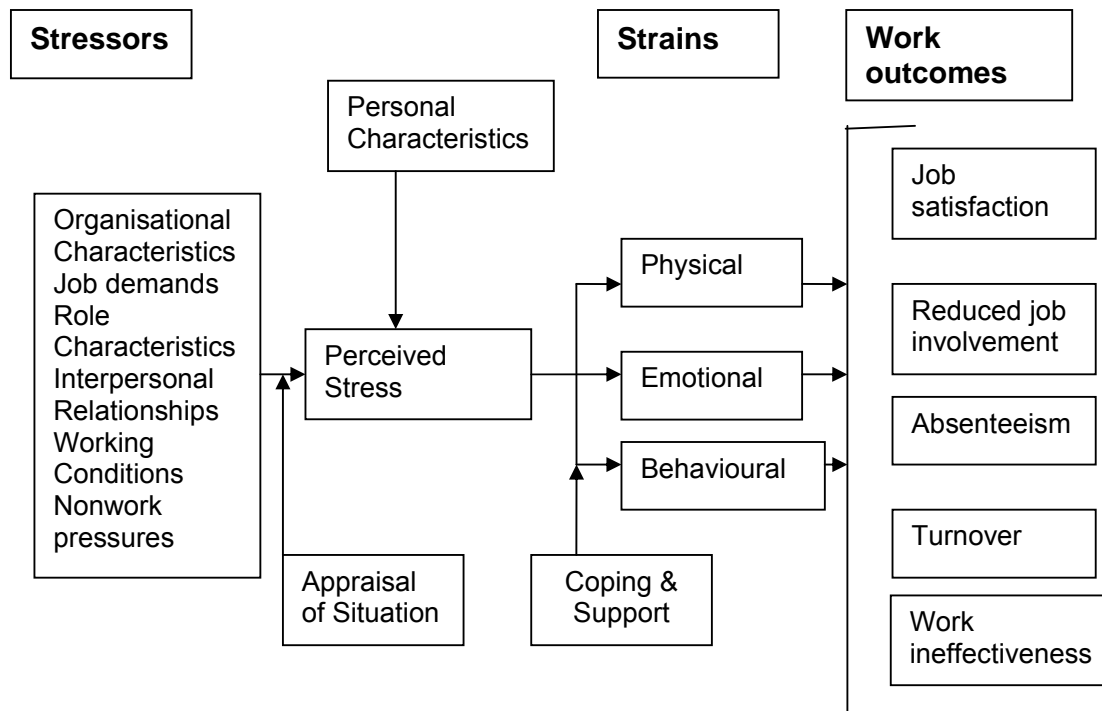 Stressors
Strains
Work
outcomes
Personal
Characteristics
Organisational
Characteristics
Job demands
Role
Characteristics
Interpersonal
Relationships
Working
Conditions
Nonwork
pressures
Perceived
Stress
Appraisal
of Situation
Physical
Emotional
Behavioural
Coping &
Support
Job
satisfaction
Reduced job
involvement
Absenteeism
Turnover
Work
ineffectiveness